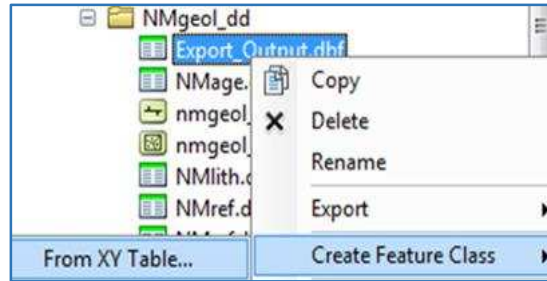 NMgeol_dd
Export_Output.dbf
NMage.
Copy
nmgeol_
Delete
nmgeol_
Rename
NMlith.d
NMref.d
Export
From XY Table...
Create Feature Class